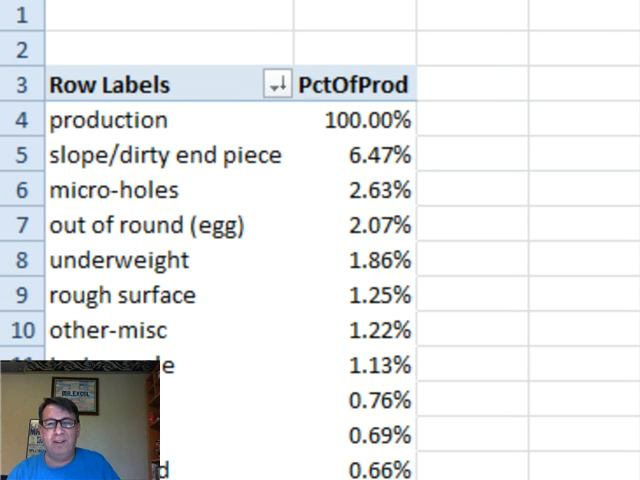 1
2
3 Row Labels PctOfProd
4 production 100.00%
5 slope/dirty end piece 6.47%
6 micro-holes 2.63%
7 out of round (egg) 2.07%
8 underweight 1.86%
9 rough surface 1.25%
10 other-misc 1.22%
1.13%
0.76%
0.69%
0.66%
MR.EXCEL